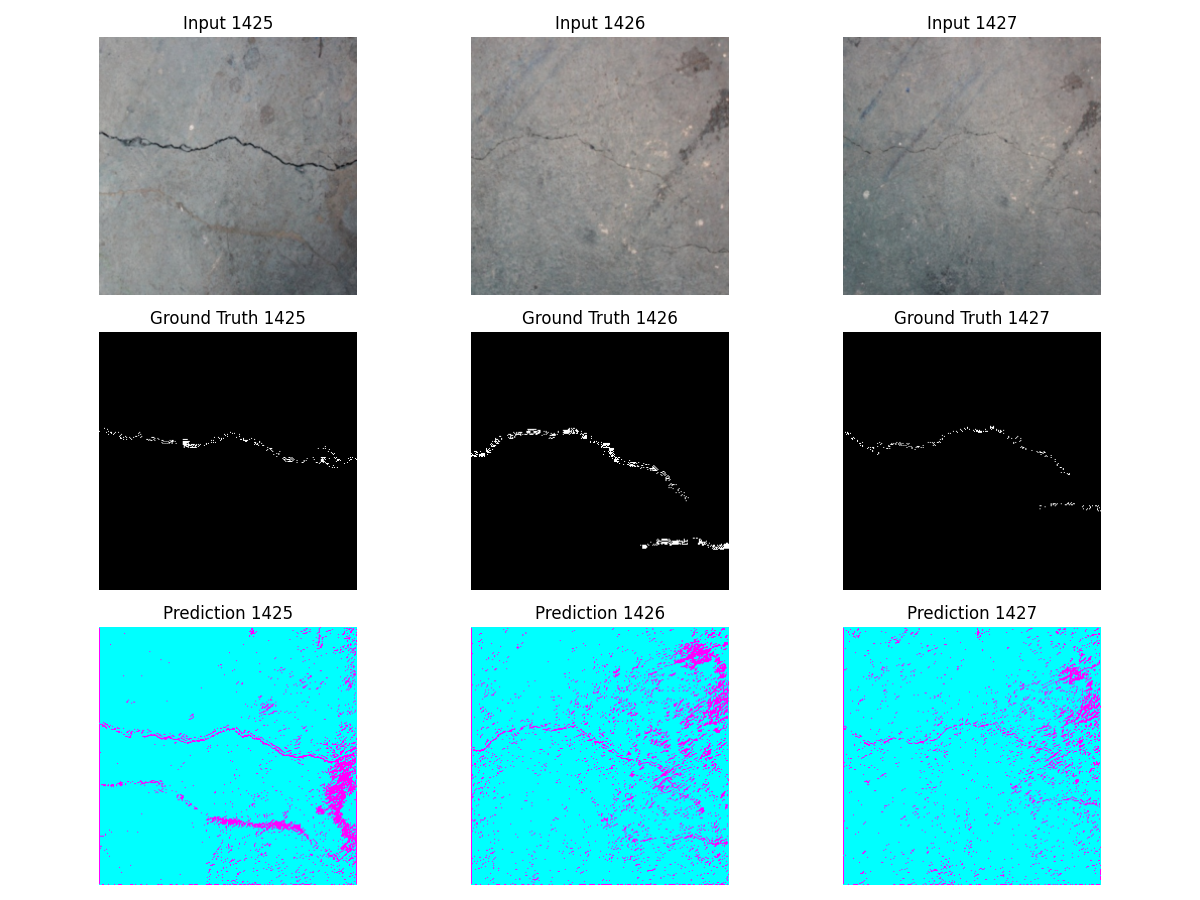 Input 1425
Input 1426
Input 1427
Ground Truth 1425
Ground Truth 1426
Ground Truth 1427
Prediction 1425
Prediction 1426
Prediction 1427